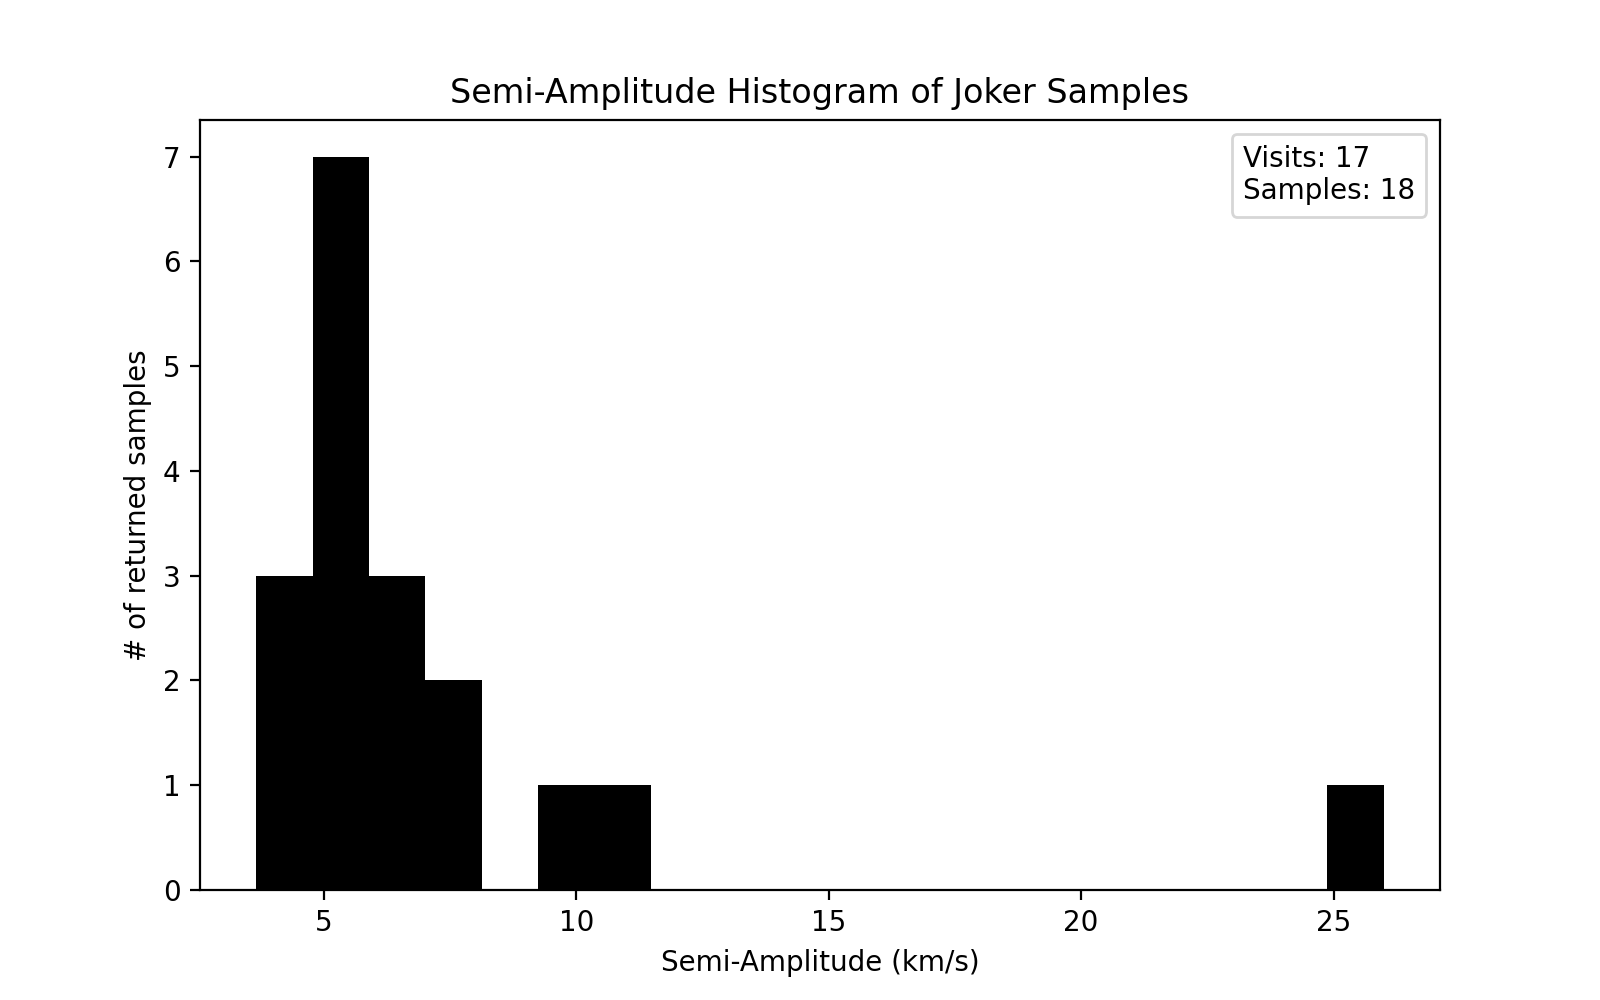 Semi-Amplitude Histogram of Joker Samples
Visits: 17
Samples: 18
# of returned samples
7
6
5
4
3
2
1
0
5 10 15 20 25
Semi-Amplitude (km/s)